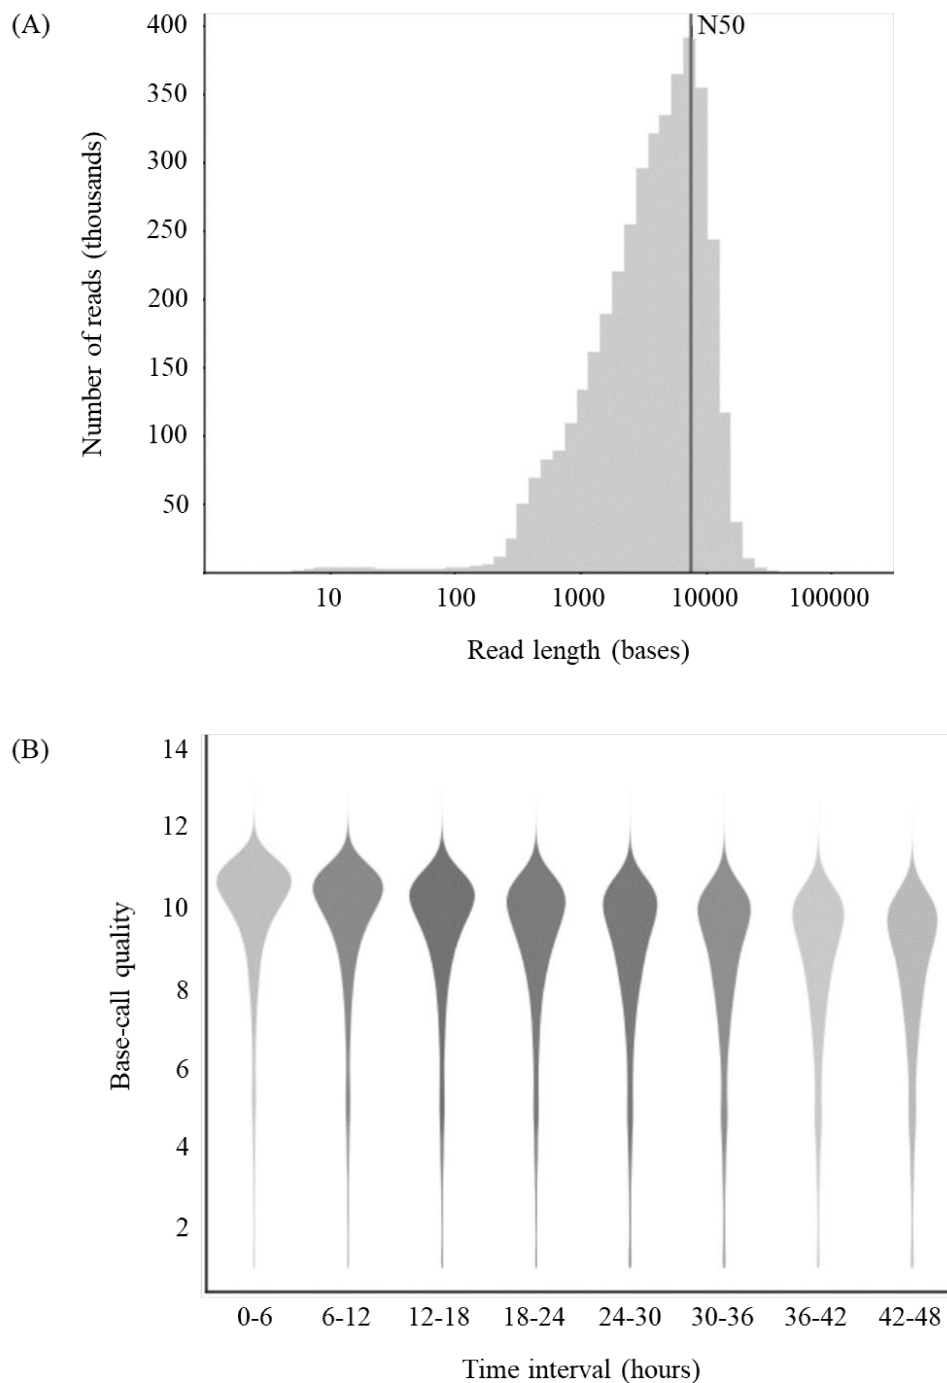 (A)
N50
400
350
300
250
200
150
100
50
Number of reads (thousands)
10 100 1000 10000 100000
Read length (bases)
(B)
14
12
10
8
6
4
2
Base-call quality
0-6 6-12 12-18 18-24 24-30 30-36 36-42 42-48
Time interval (hours)